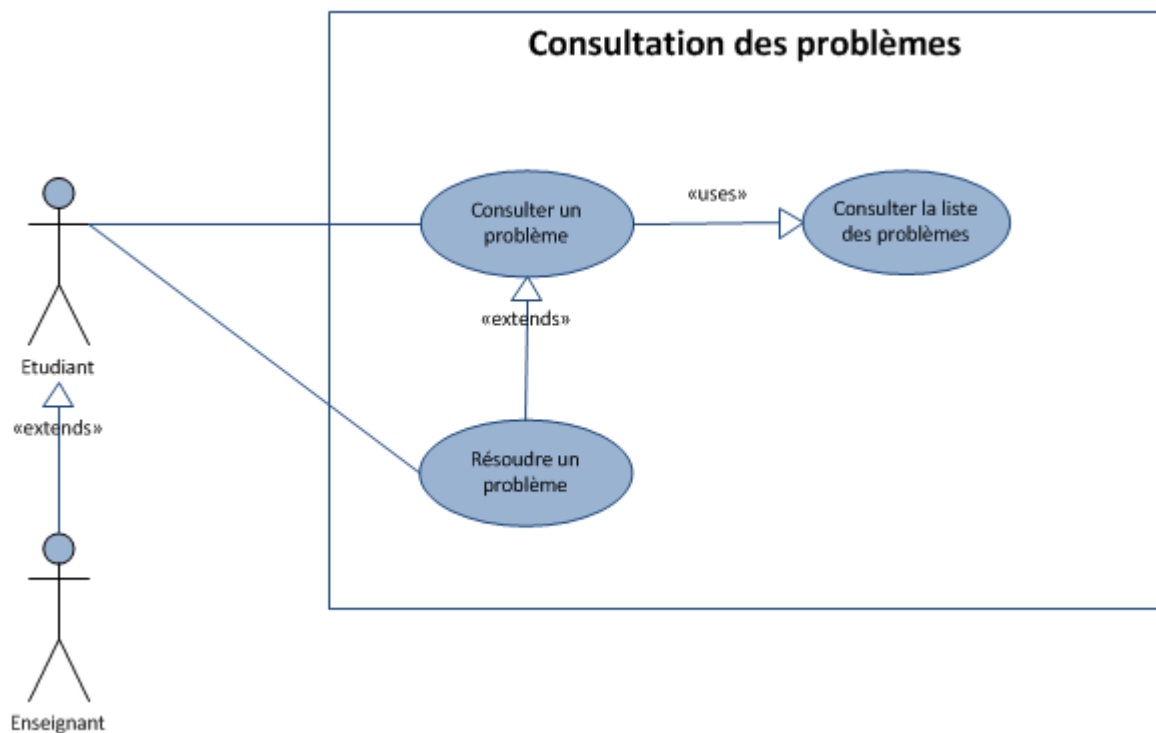 Consultation des problèmes
Consulter un
problème
«uses»
Consulter la liste
des problèmes
«extends»
Etudiant
«extends»
Résoudre un
problème
Enseignant